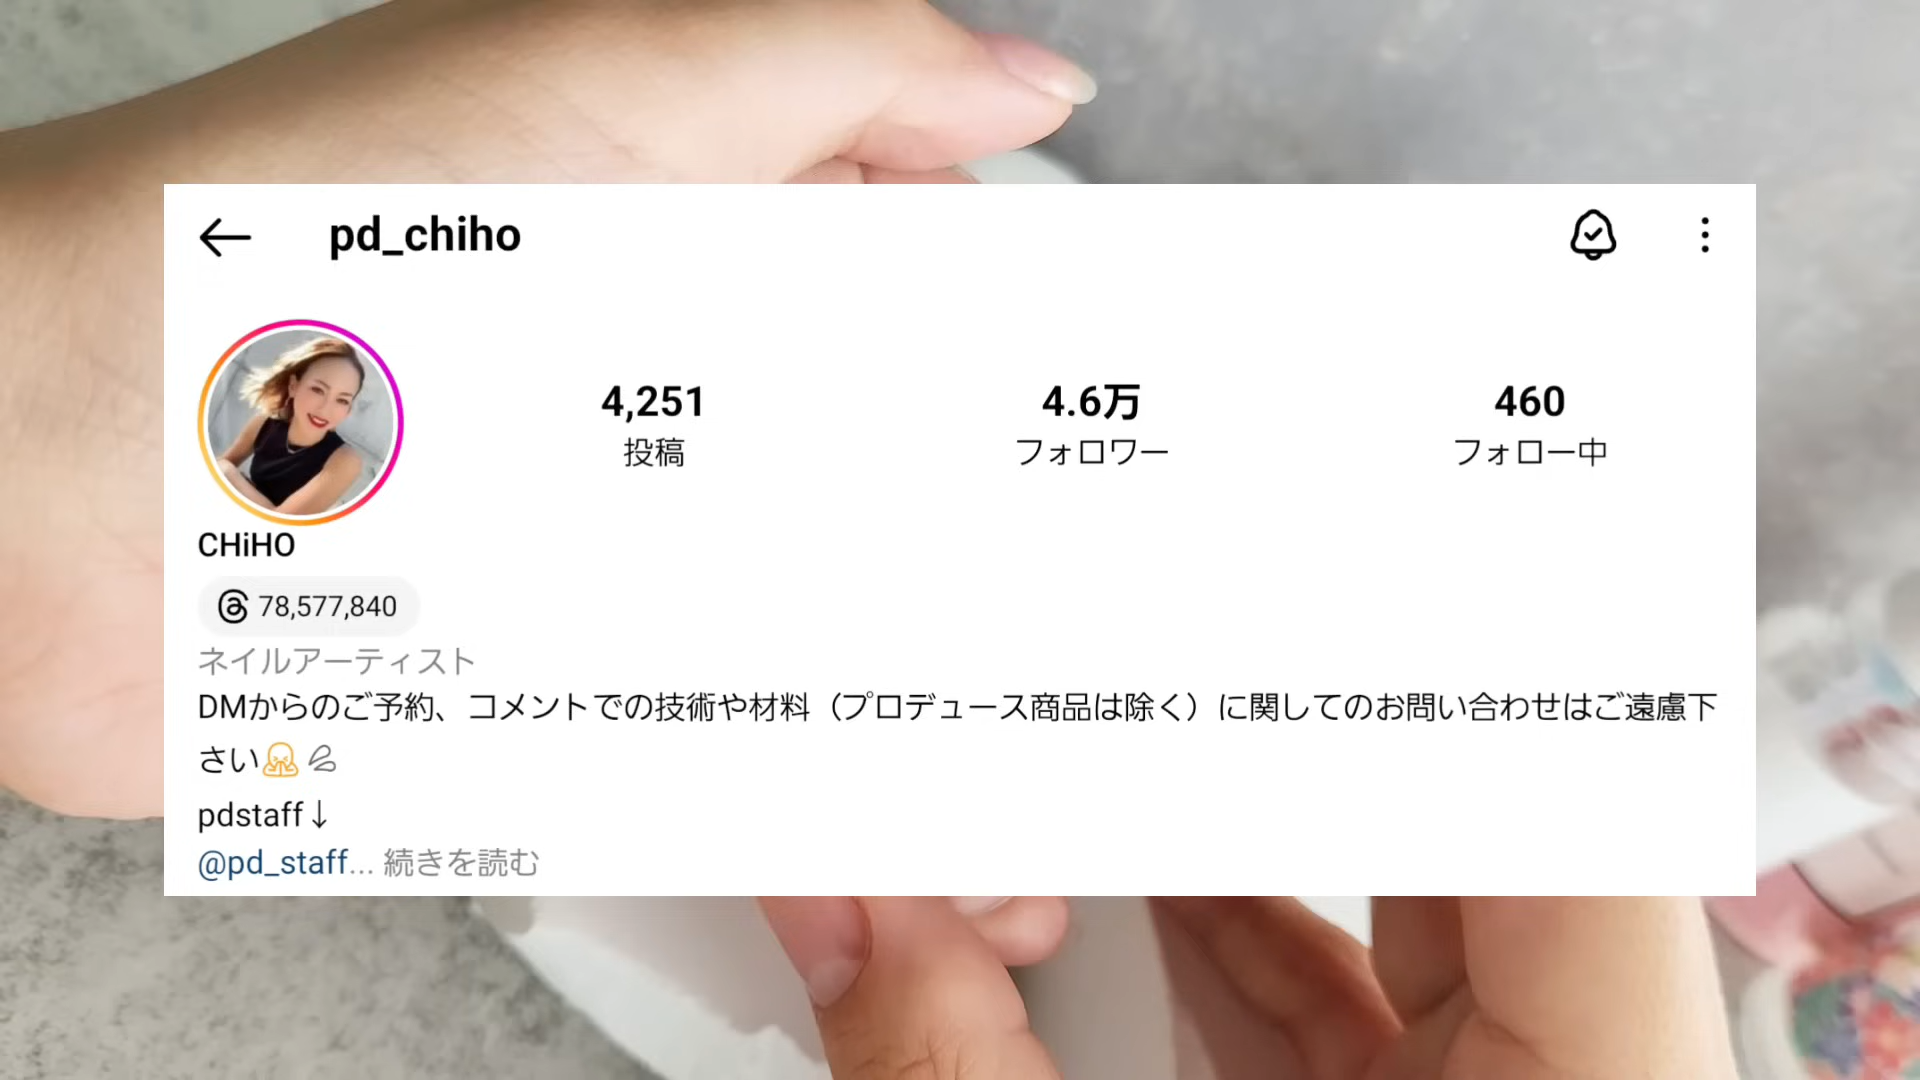 pd_chiho
4,251
投稿
4.6万
フォロワー
460
フォロー中
CHiHO
78,577,840
ネイルアーティスト
DMからのご予約、コメントでの技術や材料（プロデュース商品は除く）に関してのお問い合わせはご遠慮下
さい🙇💦
pdstaff↓
@pd_staff... 続きを読む